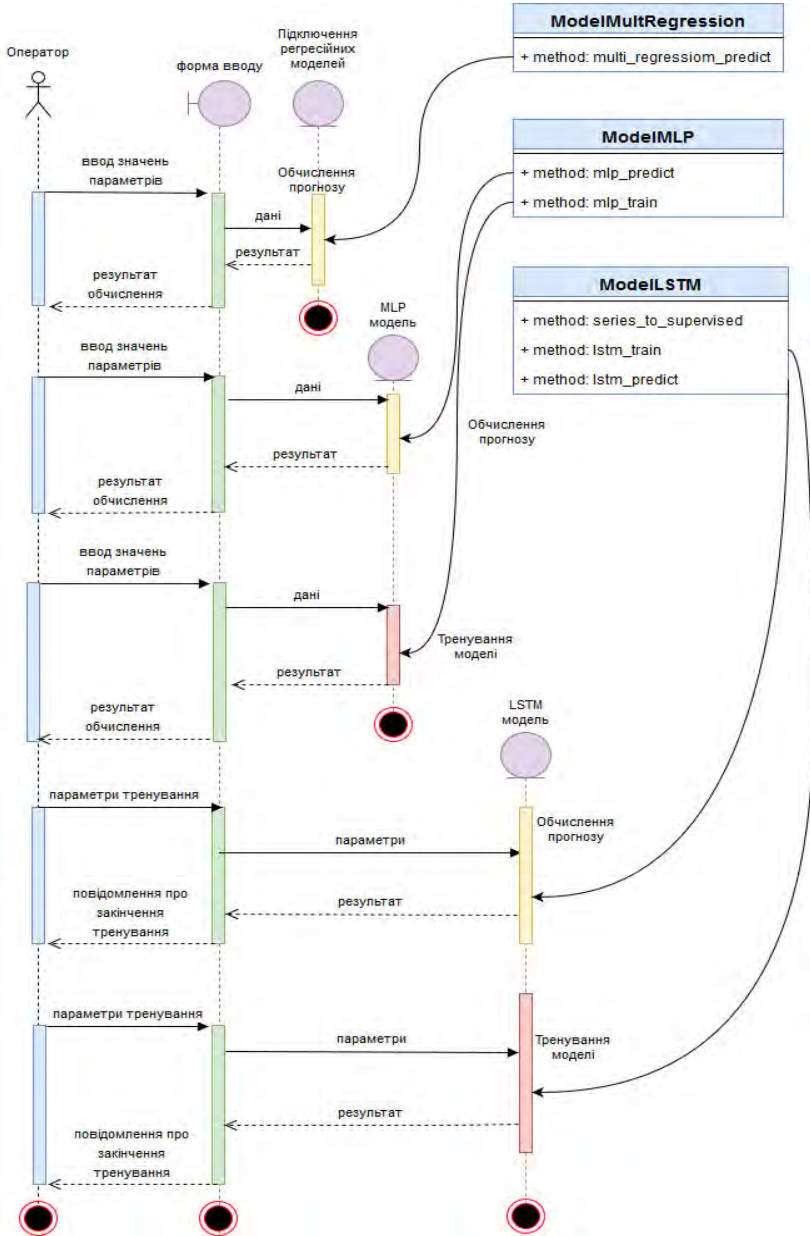 ModelMultRegression
+ method: multi_regressiom_predict
Оператор
форма вводу
Підключення
регресійних
моделей
ModelMLP
+ method: mlp_predict
+ method: mlp_train
ввод значень
параметрів
Обчислення
прогнозу
дані
результат
результат
обчислення
ModelLSTM
+ method: series_to_supervised
+ method: lstm_train
+ method: lstm_predict
MLP
модель
ввод значень
параметрів
дані
Обчислення
прогнозу
результат
результат
обчислення
ввод значень
параметрів
дані
Тренування
моделі
результат
результат
обчислення
LSTM
модель
параметри тренування
Обчислення
прогнозу
параметри
результат
повідомлення про
закінчення
тренування
параметри тренування
параметри
Тренування
моделі
результат
повідомлення про
закінчення
тренування